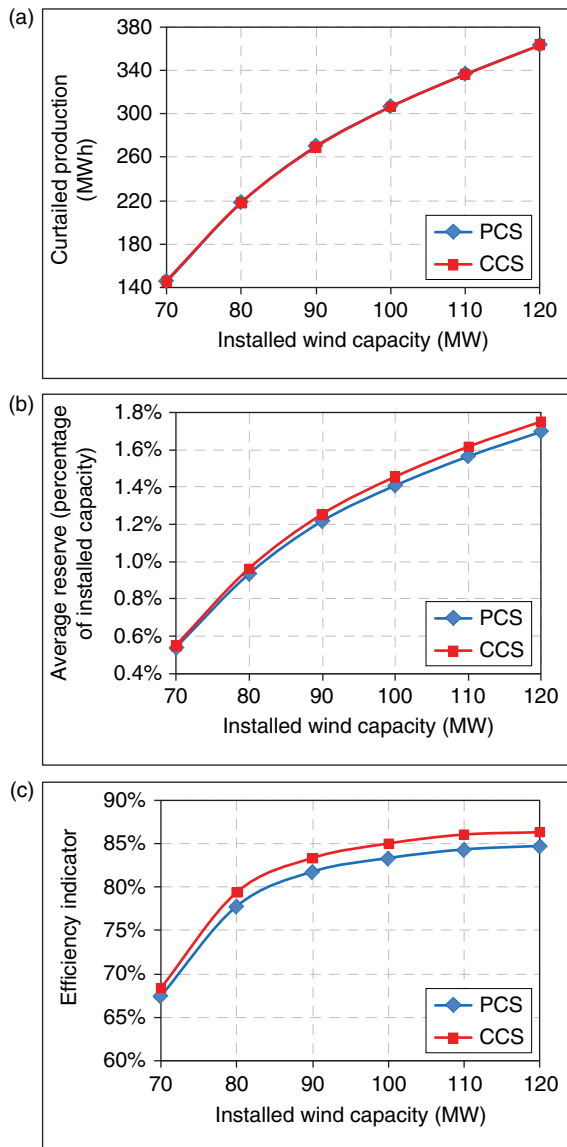 (a)
Curtailed production
(MWh)
380
340
300
260
220
180
140
PCS
CCS
70 80 90 100 110 120
Installed wind capacity (MW)
(b)
Average reserve (percentage
of installed capacity)
1.8%
1.6%
1.4%
1.2%
1.0%
0.8%
0.6%
0.4%
PCS
CCS
70 80 90 100 110 120
Installed wind capacity (MW)
(c)
Efficiency indicator
90%
85%
80%
75%
70%
65%
60%
PCS
CCS
70 80 90 100 110 120
Installed wind capacity (MW)